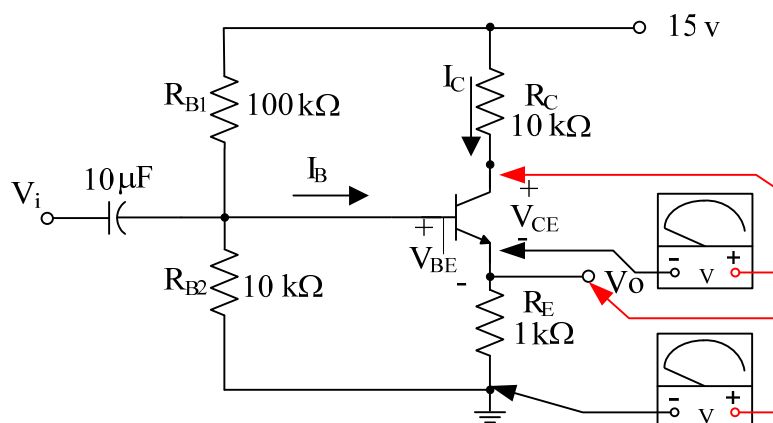 15 v
I_C
R_B1
100 kΩ
R_C
10 kΩ
10 μF
I_B
V_i
+
V_CE
-
+
V_BE
-
- V +
R_B2
10 kΩ
Vo
R_E
1 kΩ
- V +